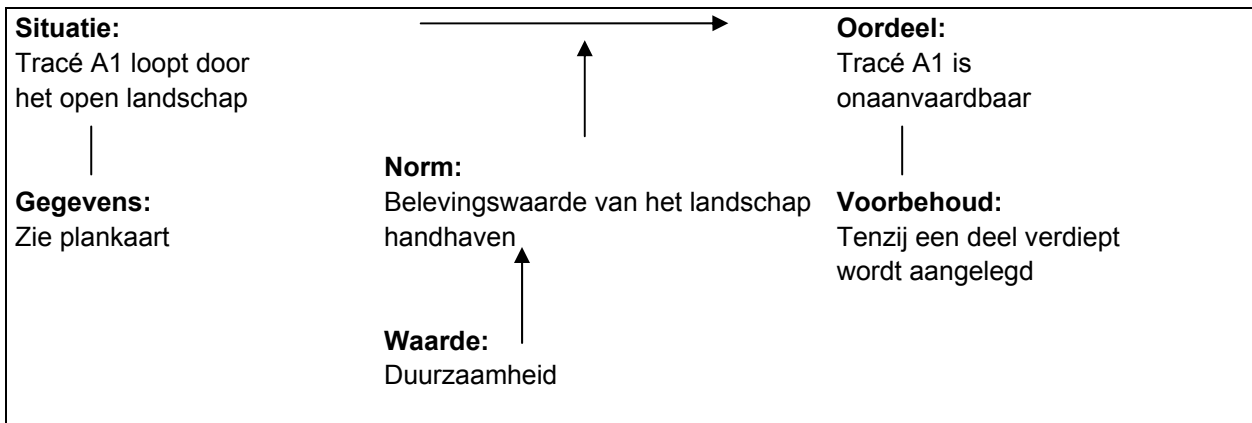 Situatie:
Tracé A1 loopt door
het open landschap
Gegevens:
Zie plankaart
Norm:
Belevingswaarde van het landschap
handhaven
Waarde:
Duurzaamheid
Oordeel:
Tracé A1 is
onaanvaardbaar
Voorbehoud:
Tenzij een deel verdiept
wordt aangelegd